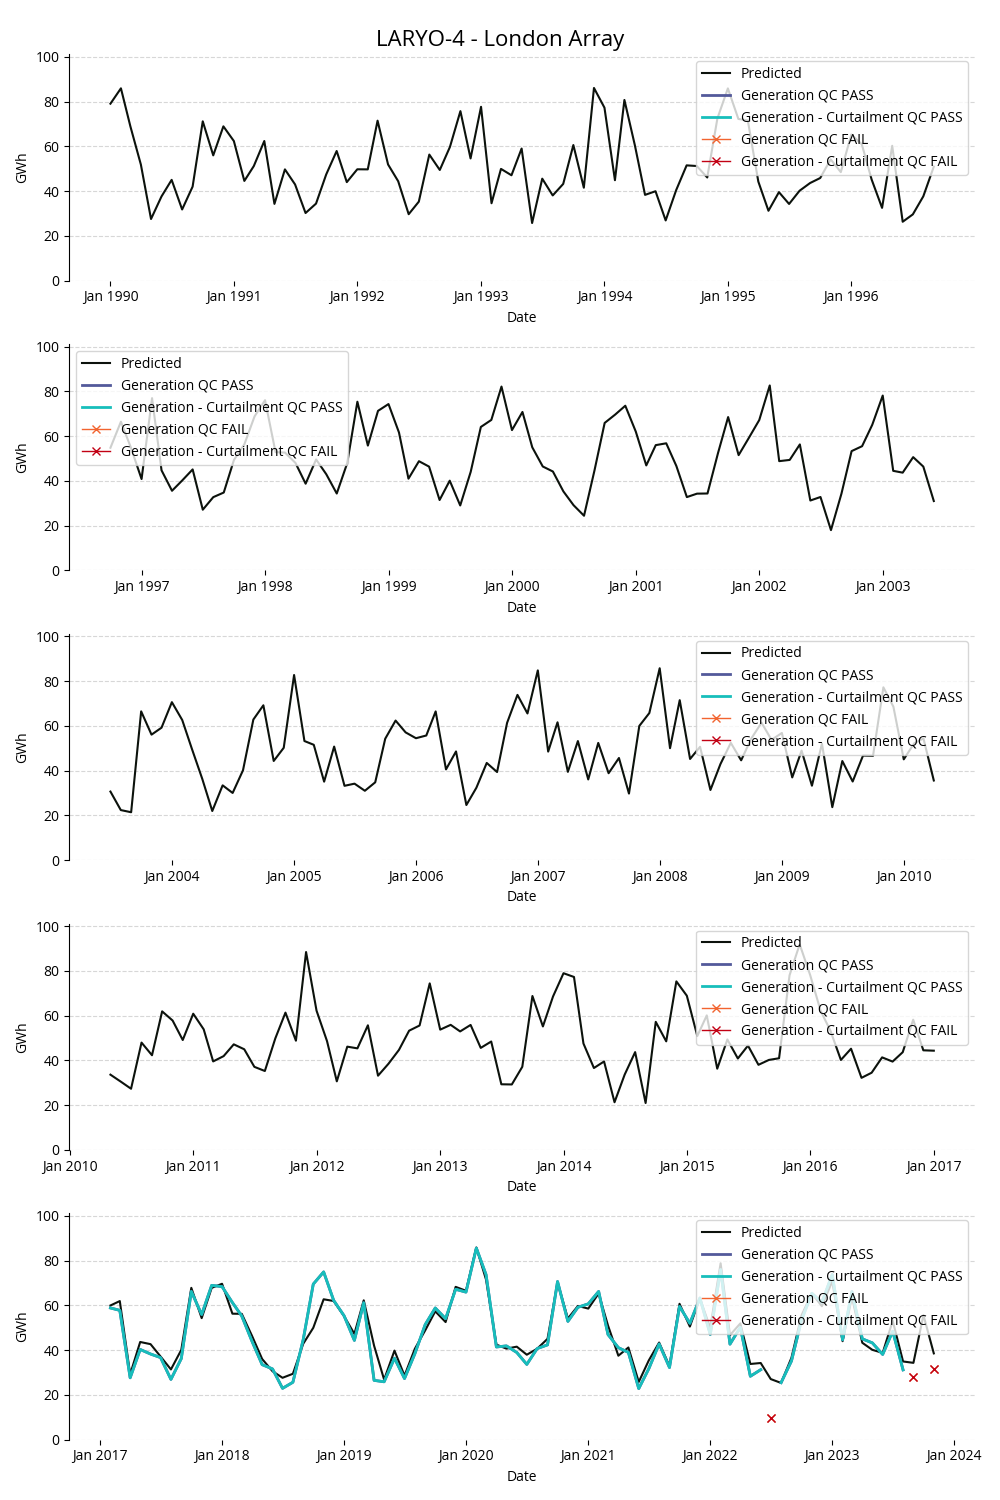 LARYO-4 - London Array
100
80
60
40
20
0
GWh
Predicted
Generation QC PASS
Generation - Curtailment QC PASS
Generation QC FAIL
Generation - Curtailment QC FAIL
Jan 1990 Jan 1991 Jan 1992 Jan 1993 Jan 1994 Jan 1995 Jan 1996
Date
100
80
60
40
20
0
GWh
Predicted
Generation QC PASS
Generation - Curtailment QC PASS
Generation QC FAIL
Generation - Curtailment QC FAIL
Jan 1997 Jan 1998 Jan 1999 Jan 2000 Jan 2001 Jan 2002 Jan 2003
Date
100
80
60
40
20
0
GWh
Predicted
Generation QC PASS
Generation - Curtailment QC PASS
Generation QC FAIL
Generation - Curtailment QC FAIL
Jan 2004 Jan 2005 Jan 2006 Jan 2007 Jan 2008 Jan 2009 Jan 2010
Date
100
80
60
40
20
0
GWh
Predicted
Generation QC PASS
Generation - Curtailment QC PASS
Generation QC FAIL
Generation - Curtailment QC FAIL
Jan 2010 Jan 2011 Jan 2012 Jan 2013 Jan 2014 Jan 2015 Jan 2016 Jan 2017
Date
100
80
60
40
20
0
GWh
Predicted
Generation QC PASS
Generation - Curtailment QC PASS
Generation QC FAIL
Generation - Curtailment QC FAIL
Jan 2017 Jan 2018 Jan 2019 Jan 2020 Jan 2021 Jan 2022 Jan 2023 Jan 2024
Date